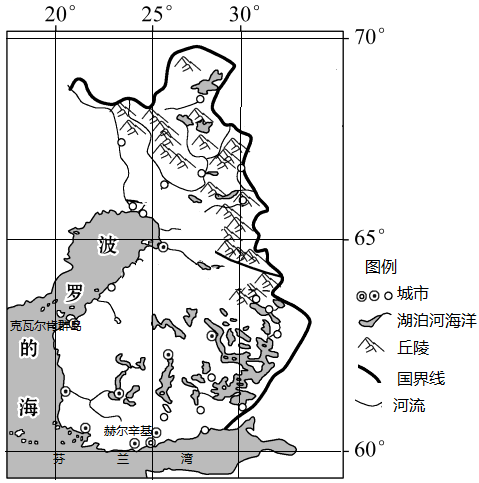 20° 25° 30°
70°
65°
60°
波
罗
的
海
克瓦尔肯群岛
赫尔辛基
芬 兰 湾
图例
城市
湖泊河海洋
丘陵
国界线
河流